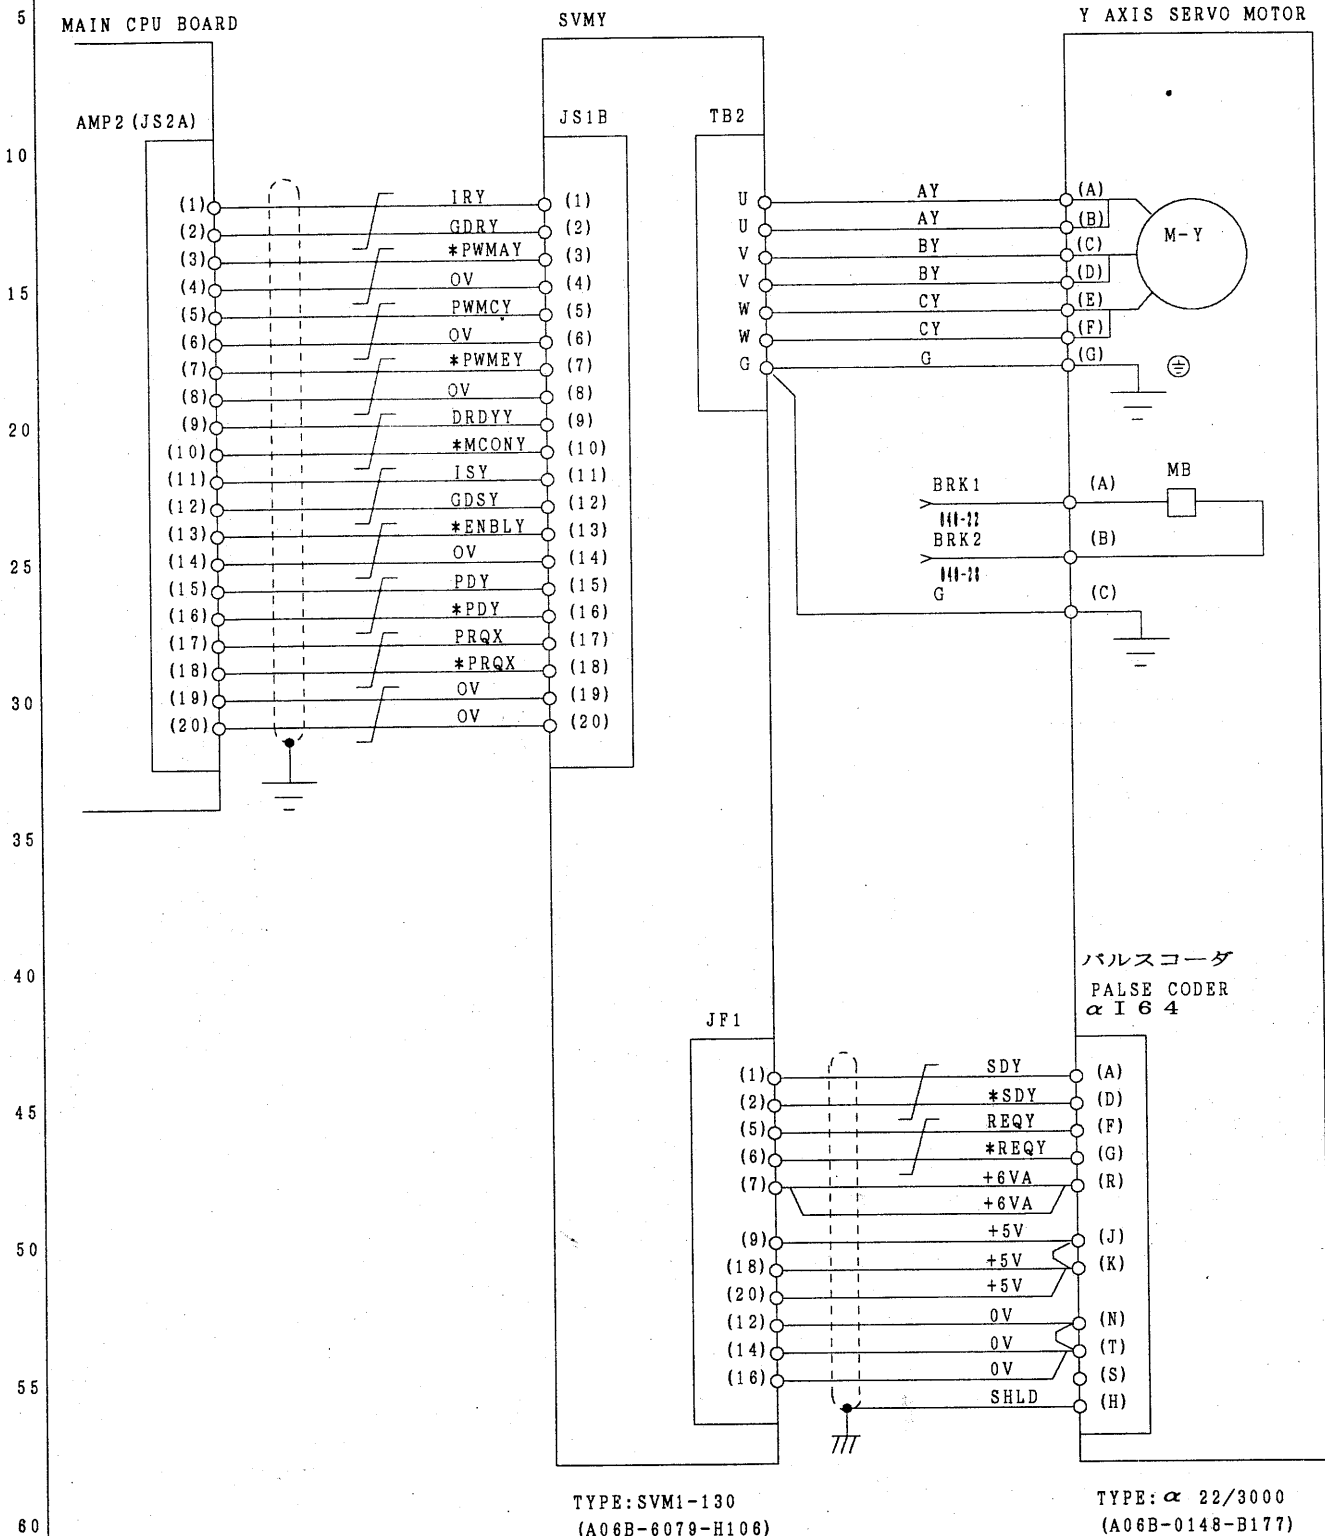 5
MAIN CPU BOARD
SVMY
Y AXIS SERVO MOTOR
AMP2 (JS2A)
JS1B
TB2
10
(1) IRY (1)
(2) GDRY (2)
(3) *PWMAY (3)
(4) OV (4)
15
(5) PWMCY (5)
(6) OV (6)
(7) *PWMEY (7)
(8) OV (8)
20
(9) DRDYY (9)
(10) *MCONY (10)
(11) ISY (11)
(12) GDSY (12)
(13) *ENBLY (13)
25
(14) OV (14)
(15) PDY (15)
(16) *PDY (16)
(17) PRQX (17)
(18) *PRQX (18)
30
(19) OV (19)
(20) OV (20)
U AY (A)
U AY (B)
V BY (C)
V BY (D)
W CY (E)
W CY (F)
G G (G)
M-Y
BRK1 (A) MB
BRK2 (B)
G (C)
35
40
パルスコーダ
PALSE CODER
αI64
JF1
(1) SDY (A)
(2) *SDY (D)
45
(5) REQY (F)
(6) *REQY (G)
(7) +6VA (R)
+6VA
50
(9) +5V (J)
(18) +5V (K)
(20) +5V
(12) 0V (N)
(14) 0V (T)
(16) 0V (S)
55
SHLD (H)
60
TYPE:SVM1-130
(A06B-6079-H106)
TYPE:α 22/3000
(A06B-0148-B177)